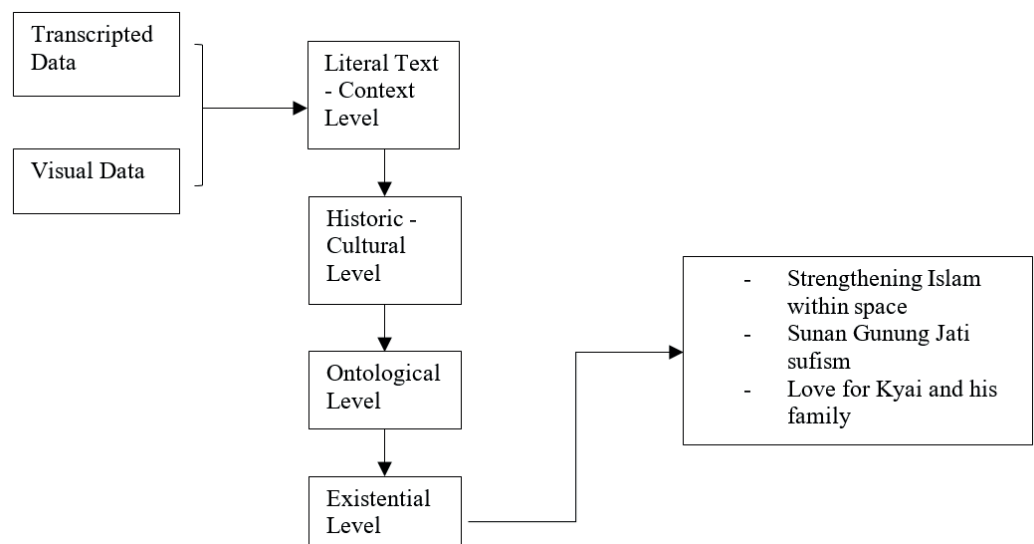 Transcripted
Data
Visual Data
Literal Text
- Context
Level
Historic -
Cultural
Level
Ontological
Level
Existential
Level
- Strengthening Islam
within space
- Sunan Gunung Jati
sufism
- Love for Kyai and his
family